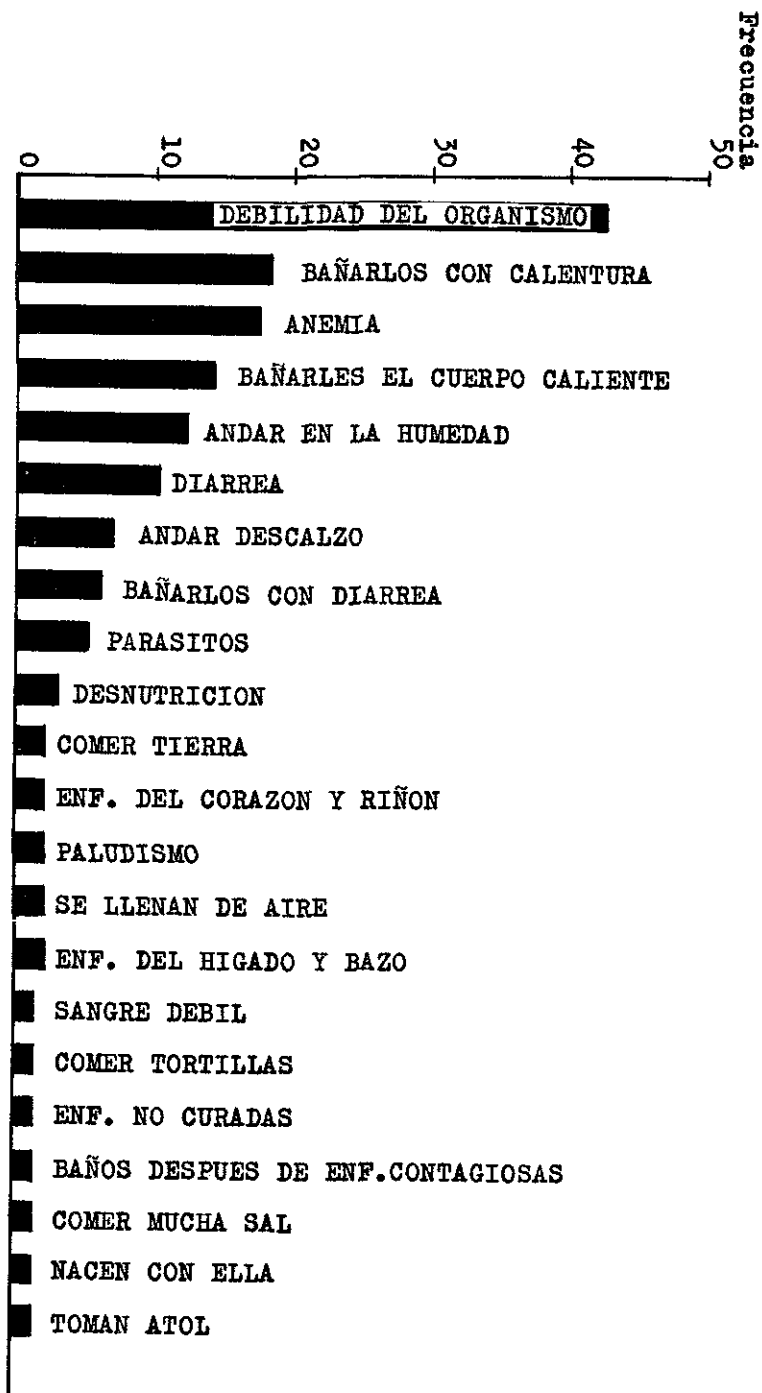 Frecuencia
0
10
20
30
40
50
DEBILIDAD DEL ORGANISMO
BAÑARLOS CON CALENTURA
ANEMIA
BAÑARLES EL CUERPO CALIENTE
ANDAR EN LA HUMEDAD
DIARREA
ANDAR DESCALZO
BAÑARLOS CON DIARREA
PARASITOS
DESNUTRICION
COMER TIERRA
ENF. DEL CORAZON Y RIÑON
PALUDISMO
SE LLENAN DE AIRE
ENF. DEL HIGADO Y BAZO
SANGRE DEBIL
COMER TORTILLAS
ENF. NO CURADAS
BAÑOS DESPUES DE ENF.CONTAGIOSAS
COMER MUCHA SAL
NACEN CON ELLA
TOMAN ATOL